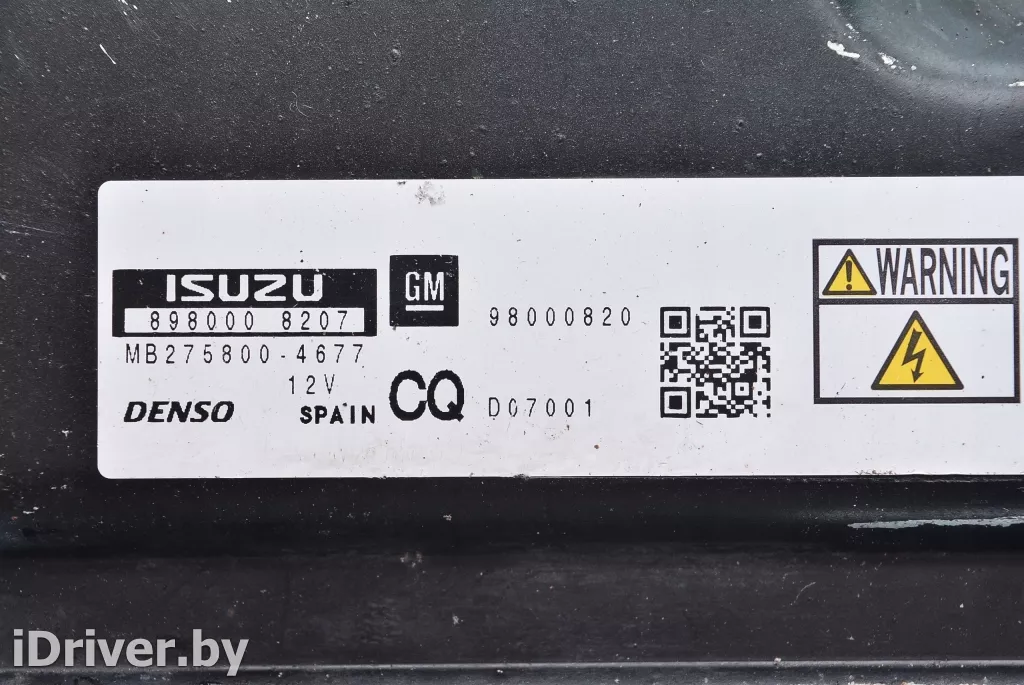 ISUZU
898000 8207
MB275800-4677
12V
DENSO
SPAIN
GM
CQ
98000820
D07001
WARNING
iDriver.by